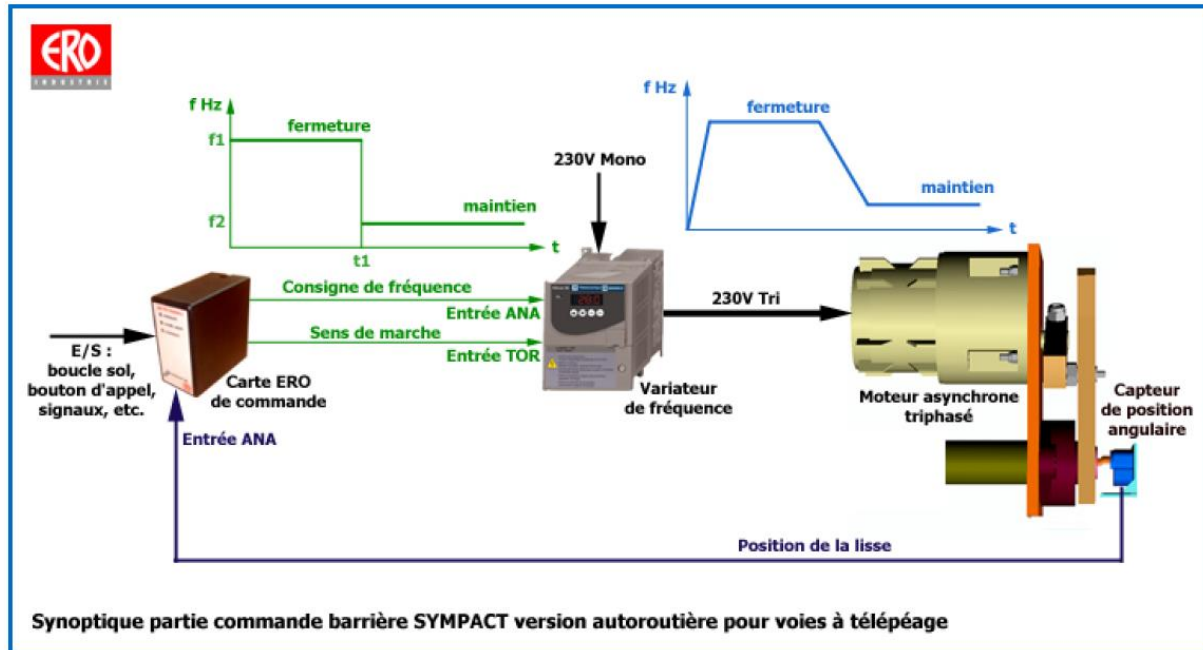 ERO
INDUSTRIE
f Hz
f1
fermeture
f2
maintien
t1
t
230V Mono
f Hz
fermeture
maintien
t
Consigne de fréquence
Entrée ANA
Sens de marche
Entrée TOR
230V Tri
E/S :
boucle sol,
bouton d'appel,
signaux, etc.
Carte ERO
de commande
Variateur
de fréquence
Moteur asynchrone
triphasé
Capteur
de position
angulaire
Entrée ANA
Position de la lisse
Synoptique partie commande barrière SYMPACT version autoroutière pour voies à télépéage